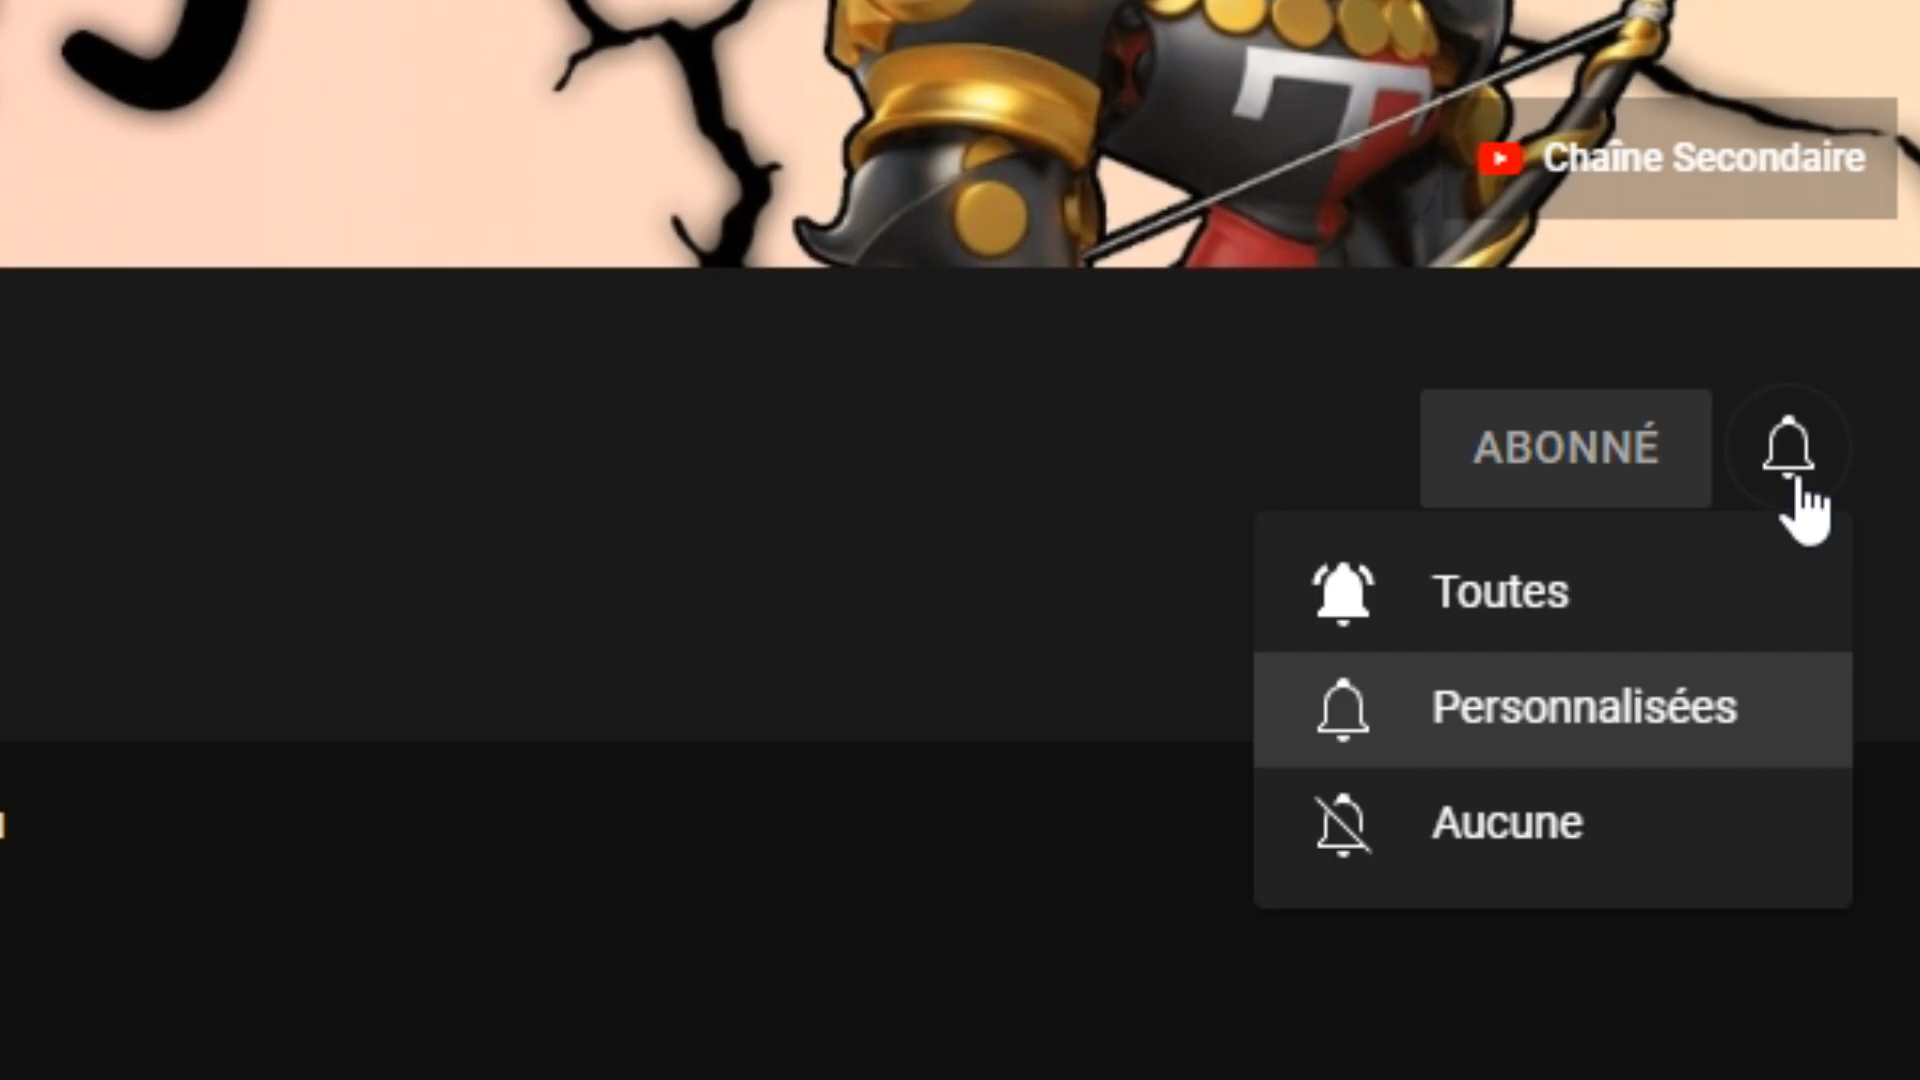 Chaîne Secondaire
ABONNÉ
Toutes
Personnalisées
Aucune